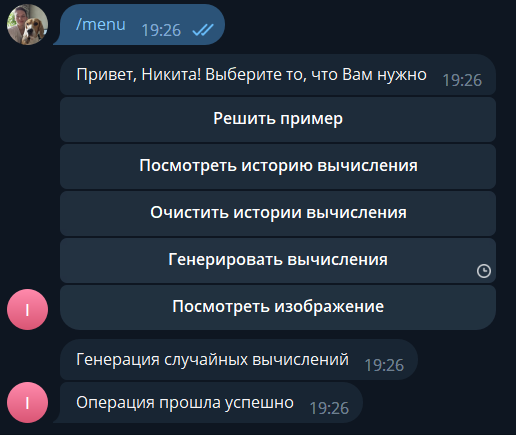 /menu 19:26
Привет, Никита! Выберите то, что Вам нужно 19:26
Решить пример
Посмотреть историю вычисления
Очистить истории вычисления
Генерировать вычисления
Посмотреть изображение
I
Генерация случайных вычислений 19:26
Операция прошла успешно 19:26
I